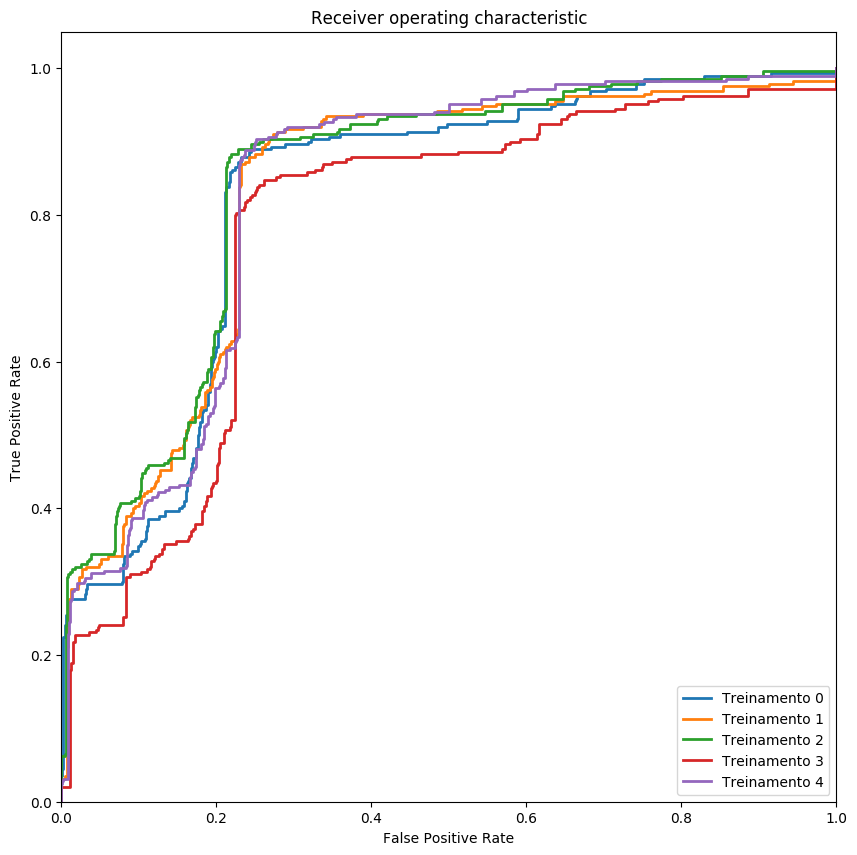 Receiver operating characteristic
True Positive Rate
1.0
0.8
0.6
0.4
0.2
0.0
0.0 0.2 0.4 0.6 0.8 1.0
False Positive Rate
Treinamento 0
Treinamento 1
Treinamento 2
Treinamento 3
Treinamento 4